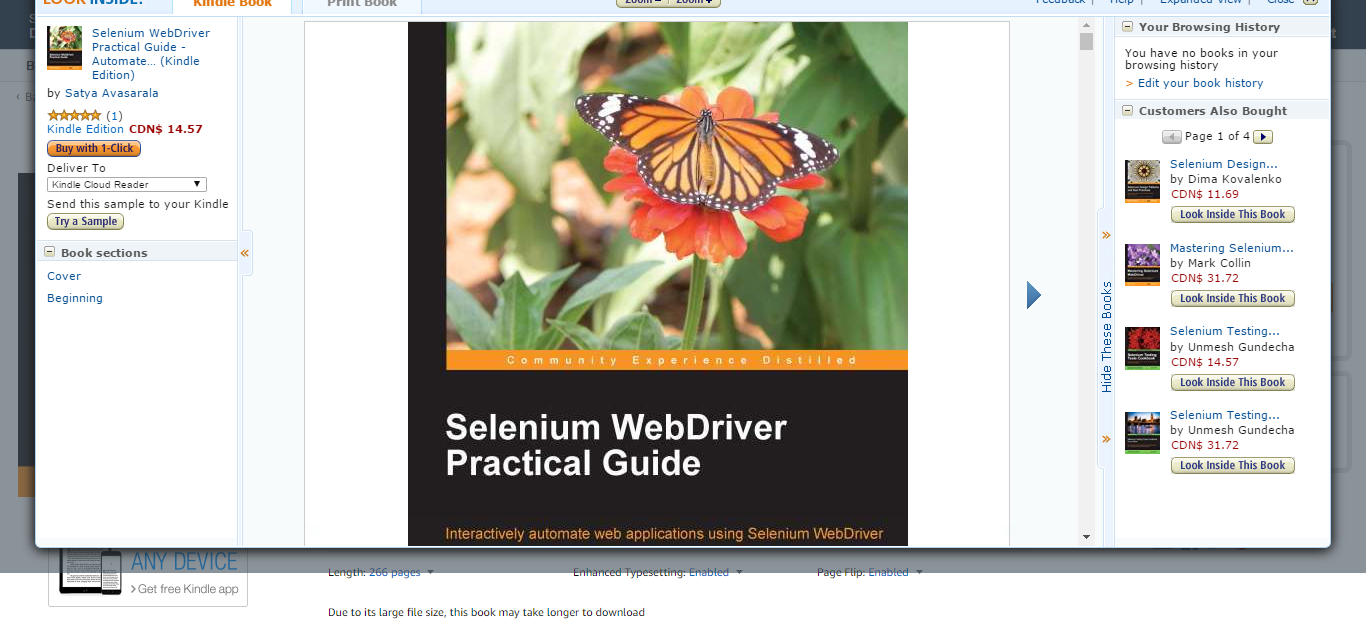 LOOK INSIDE!
Kindle Book
Print Book
Zoom -
Zoom +
Feedback | Help | Expanded View | Close
Selenium WebDriver
Practical Guide -
Automate... (Kindle
Edition)
by Satya Avasarala
(1)
Kindle Edition CDN$ 14.57
Buy with 1-Click
Deliver To
Kindle Cloud Reader
Send this sample to your Kindle
Try a Sample
Book sections
Cover
Beginning
Community Experience Distilled
Selenium WebDriver
Practical Guide
Interactively automate web applications using Selenium WebDriver
Hide These Books
Your Browsing History
You have no books in your
browsing history
> Edit your book history
Customers Also Bought
Page 1 of 4
Selenium Design...
by Dima Kovalenko
CDN$ 11.69
Look Inside This Book
Mastering Selenium...
by Mark Collin
CDN$ 31.72
Look Inside This Book
Selenium Testing...
by Unmesh Gundecha
CDN$ 14.57
Look Inside This Book
Selenium Testing...
by Unmesh Gundecha
CDN$ 31.72
Look Inside This Book
ANY DEVICE
>Get free Kindle app
Length: 266 pages
Enhanced Typesetting: Enabled
Page Flip: Enabled
Due to its large file size, this book may take longer to download